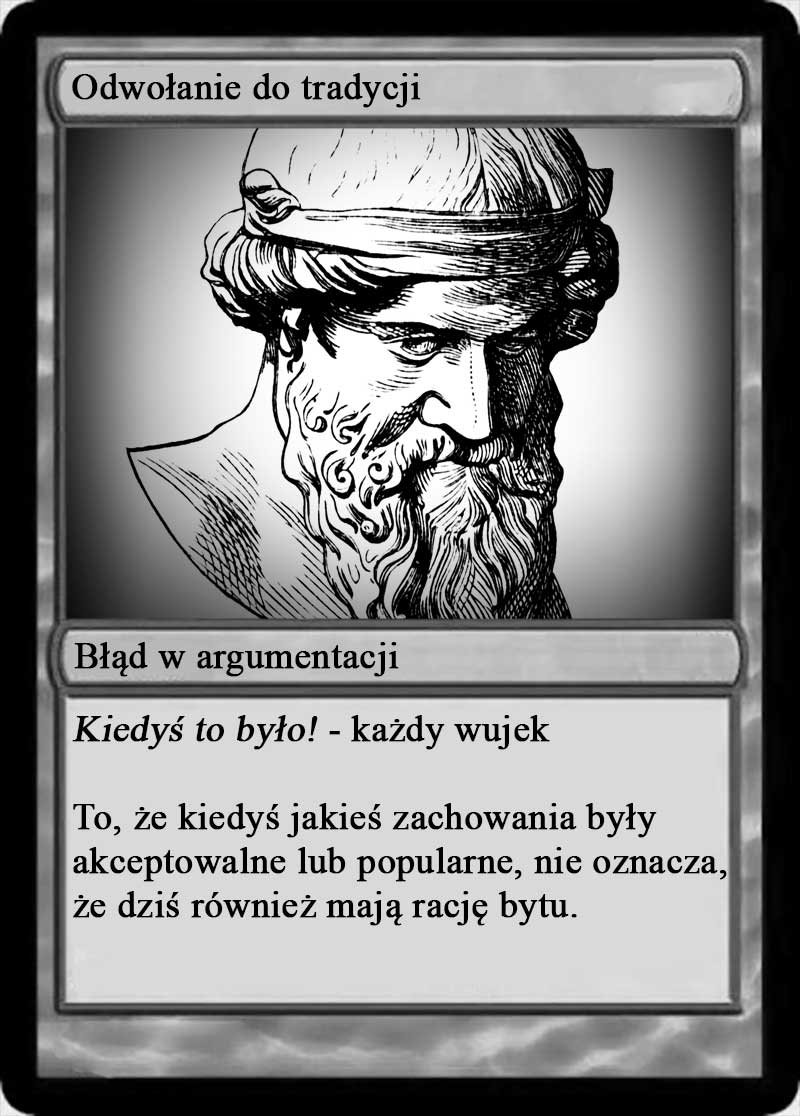 Odwołanie do tradycji
Błąd w argumentacji
Kiedyś to było! - każdy wujek
To, że kiedyś jakieś zachowania były
akceptowalne lub popularne, nie oznacza,
że dziś również mają rację bytu.